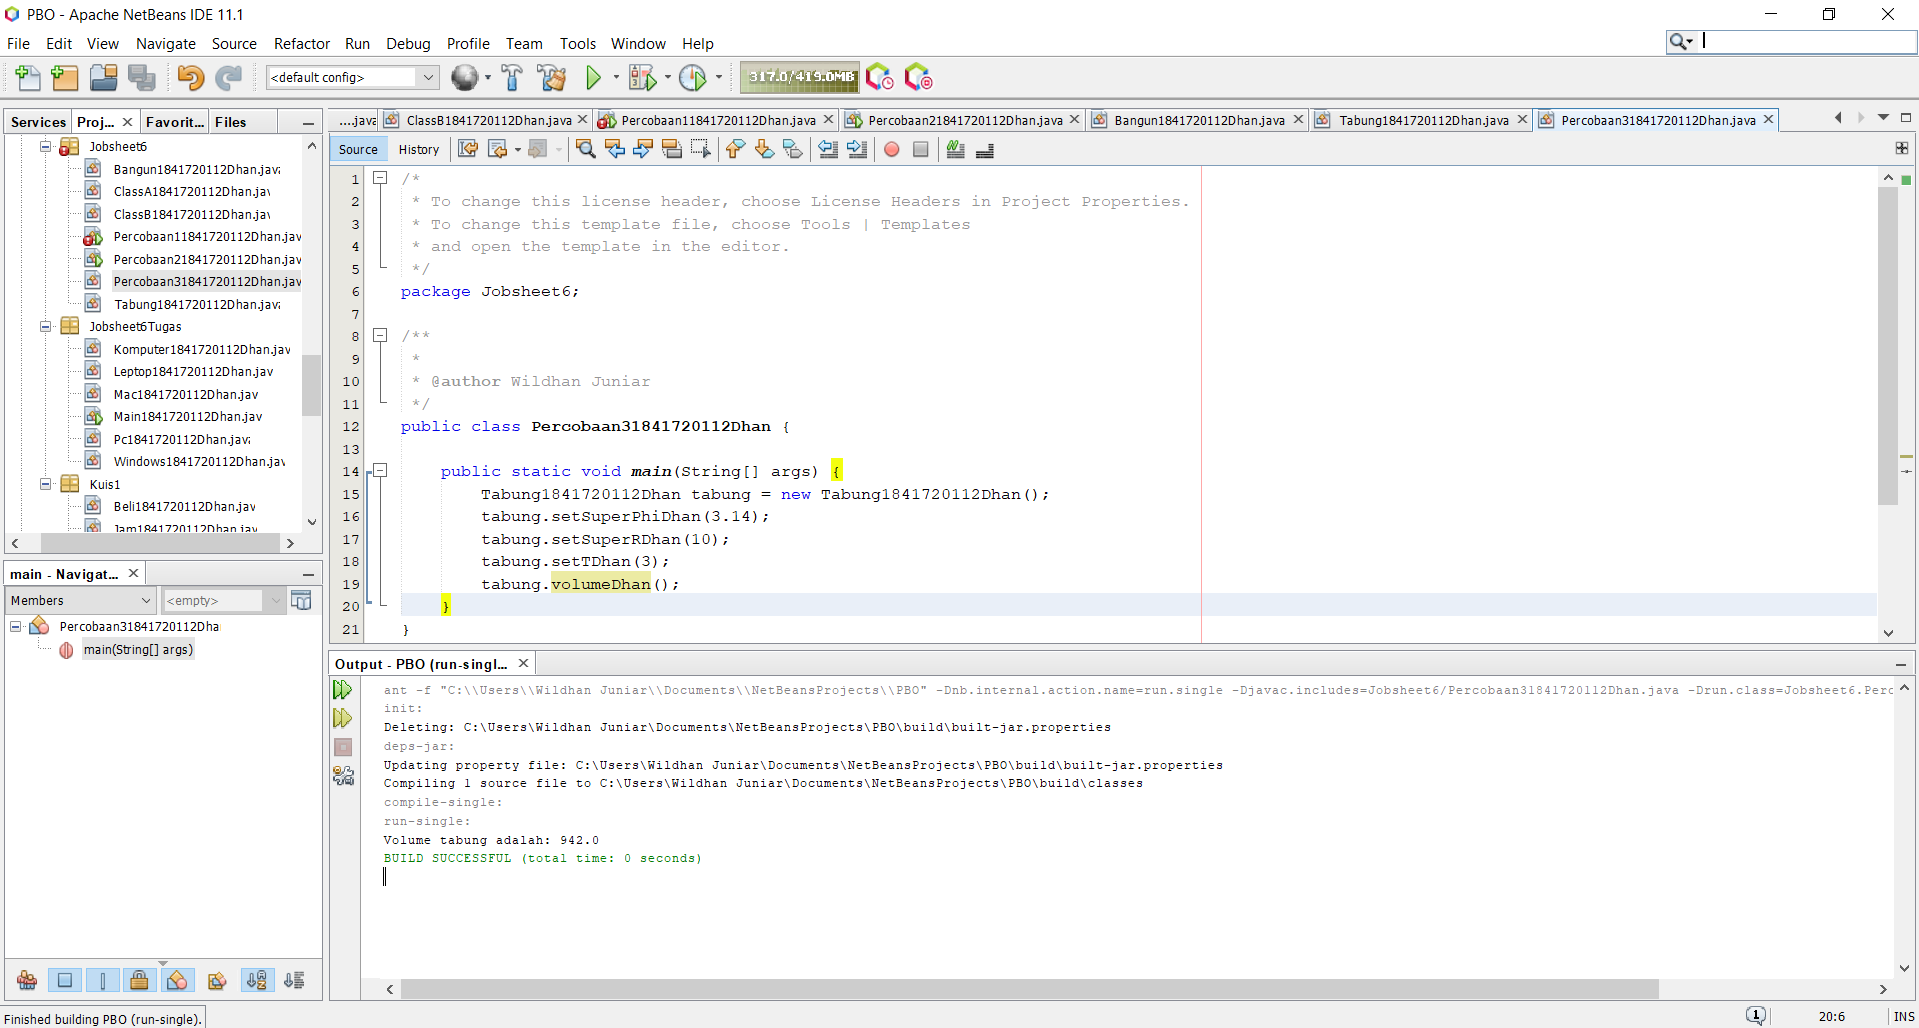 PBO - Apache NetBeans IDE 11.1
File Edit View Navigate Source Refactor Run Debug Profile Team Tools Window Help
<default config>
317.0/419.0MB
Services Proj... Favorit... Files
Jobsheet6
Bangun1841720112Dhan.java
ClassA1841720112Dhan.jav
ClassB1841720112Dhan.jav
Percobaan11841720112Dhan.jav
Percobaan21841720112Dhan.jav
Percobaan31841720112Dhan.jav
Tabung1841720112Dhan.java
Jobsheet6Tugas
Komputer1841720112Dhan.jav
Leptop1841720112Dhan.jav
Mac1841720112Dhan.jav
Main1841720112Dhan.jav
Pc1841720112Dhan.java
Windows1841720112Dhan.jav
Kuis1
Beli1841720112Dhan.jav
Jam1841720112Dhan.jav
main - Navigat...
Members <empty>
Percobaan31841720112Dha
main(String[] args)
....java ClassB1841720112Dhan.java Percobaan11841720112Dhan.java Percobaan21841720112Dhan.java Bangun1841720112Dhan.java Tabung1841720112Dhan.java Percobaan31841720112Dhan.java
Source History
1 /*
2 * To change this license header, choose License Headers in Project Properties.
3 * To change this template file, choose Tools | Templates
4 * and open the template in the editor.
5 */
6 package Jobsheet6;
7
8 /**
9 *
10 * @author Wildhan Juniar
11 */
12 public class Percobaan31841720112Dhan {
13
14 public static void main(String[] args) {
15 Tabung1841720112Dhan tabung = new Tabung1841720112Dhan();
16 tabung.setSuperPhiDhan(3.14);
17 tabung.setSuperRDhan(10);
18 tabung.setTDhan(3);
19 tabung.volumeDhan();
20 }
21 }
Output - PBO (run-singl...
ant -f "C:\\Users\\Wildhan Juniar\\Documents\\NetBeansProjects\\PBO" -Dnb.internal.action.name=run.single -Djavac.includes=Jobsheet6/Percobaan31841720112Dhan.java -Drun.class=Jobsheet6.Perc
init:
Deleting: C:\Users\Wildhan Juniar\Documents\NetBeansProjects\PBO\build\built-jar.properties
deps-jar:
Updating property file: C:\Users\Wildhan Juniar\Documents\NetBeansProjects\PBO\build\built-jar.properties
Compiling 1 source file to C:\Users\Wildhan Juniar\Documents\NetBeansProjects\PBO\build\classes
compile-single:
run-single:
Volume tabung adalah: 942.0
BUILD SUCCESSFUL (total time: 0 seconds)
Finished building PBO (run-single).
1 20:6 INS